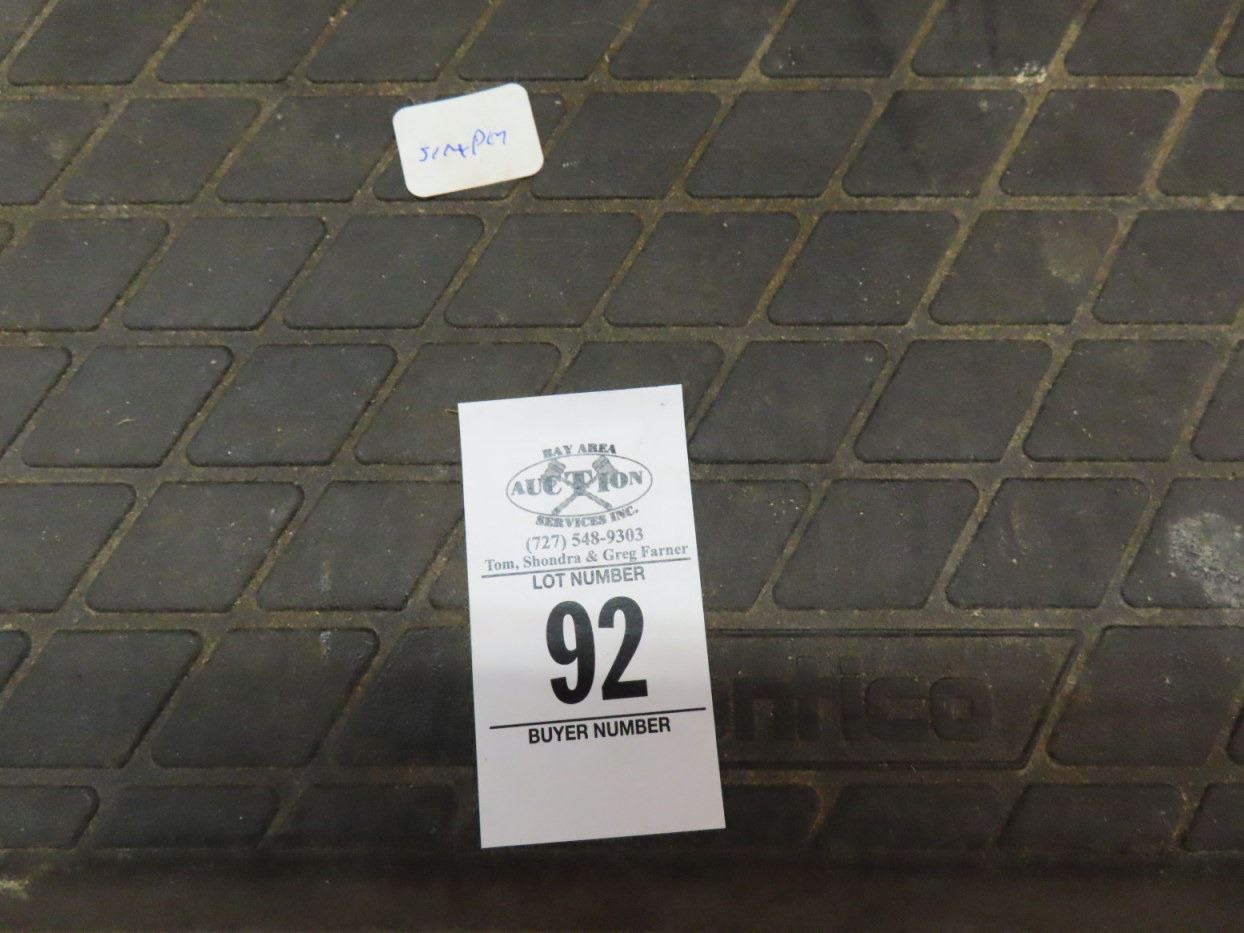 BAY AREA
AUCTION
SERVICES INC.
(727) 548-9303
Tom, Shondra & Greg Farner
LOT NUMBER
92
BUYER NUMBER